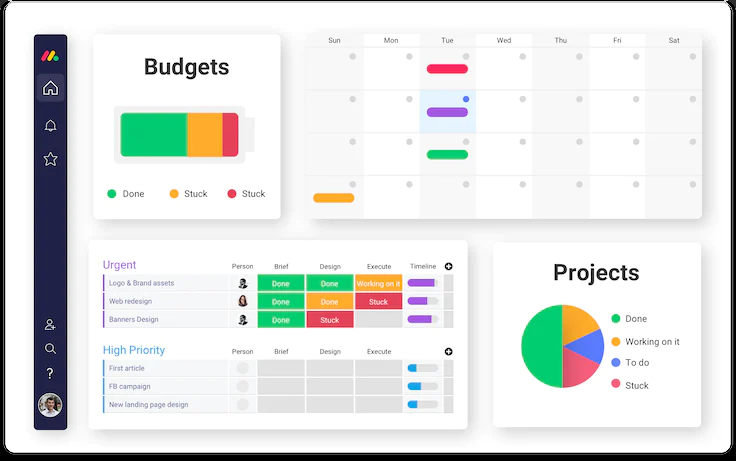 Budgets
Done
Stuck
Stuck
Sun Mon Tue Wed Thu Fri Sat
Urgent Person Brief Design Execute Timeline
Logo & Brand assets Done Done Working on it
Web redesign Done Done Stuck
Banners Design Done Stuck
High Priority Person Brief Design Execute
First article
FB campaign
New landing page design
Projects
Done
Working on it
To do
Stuck
?